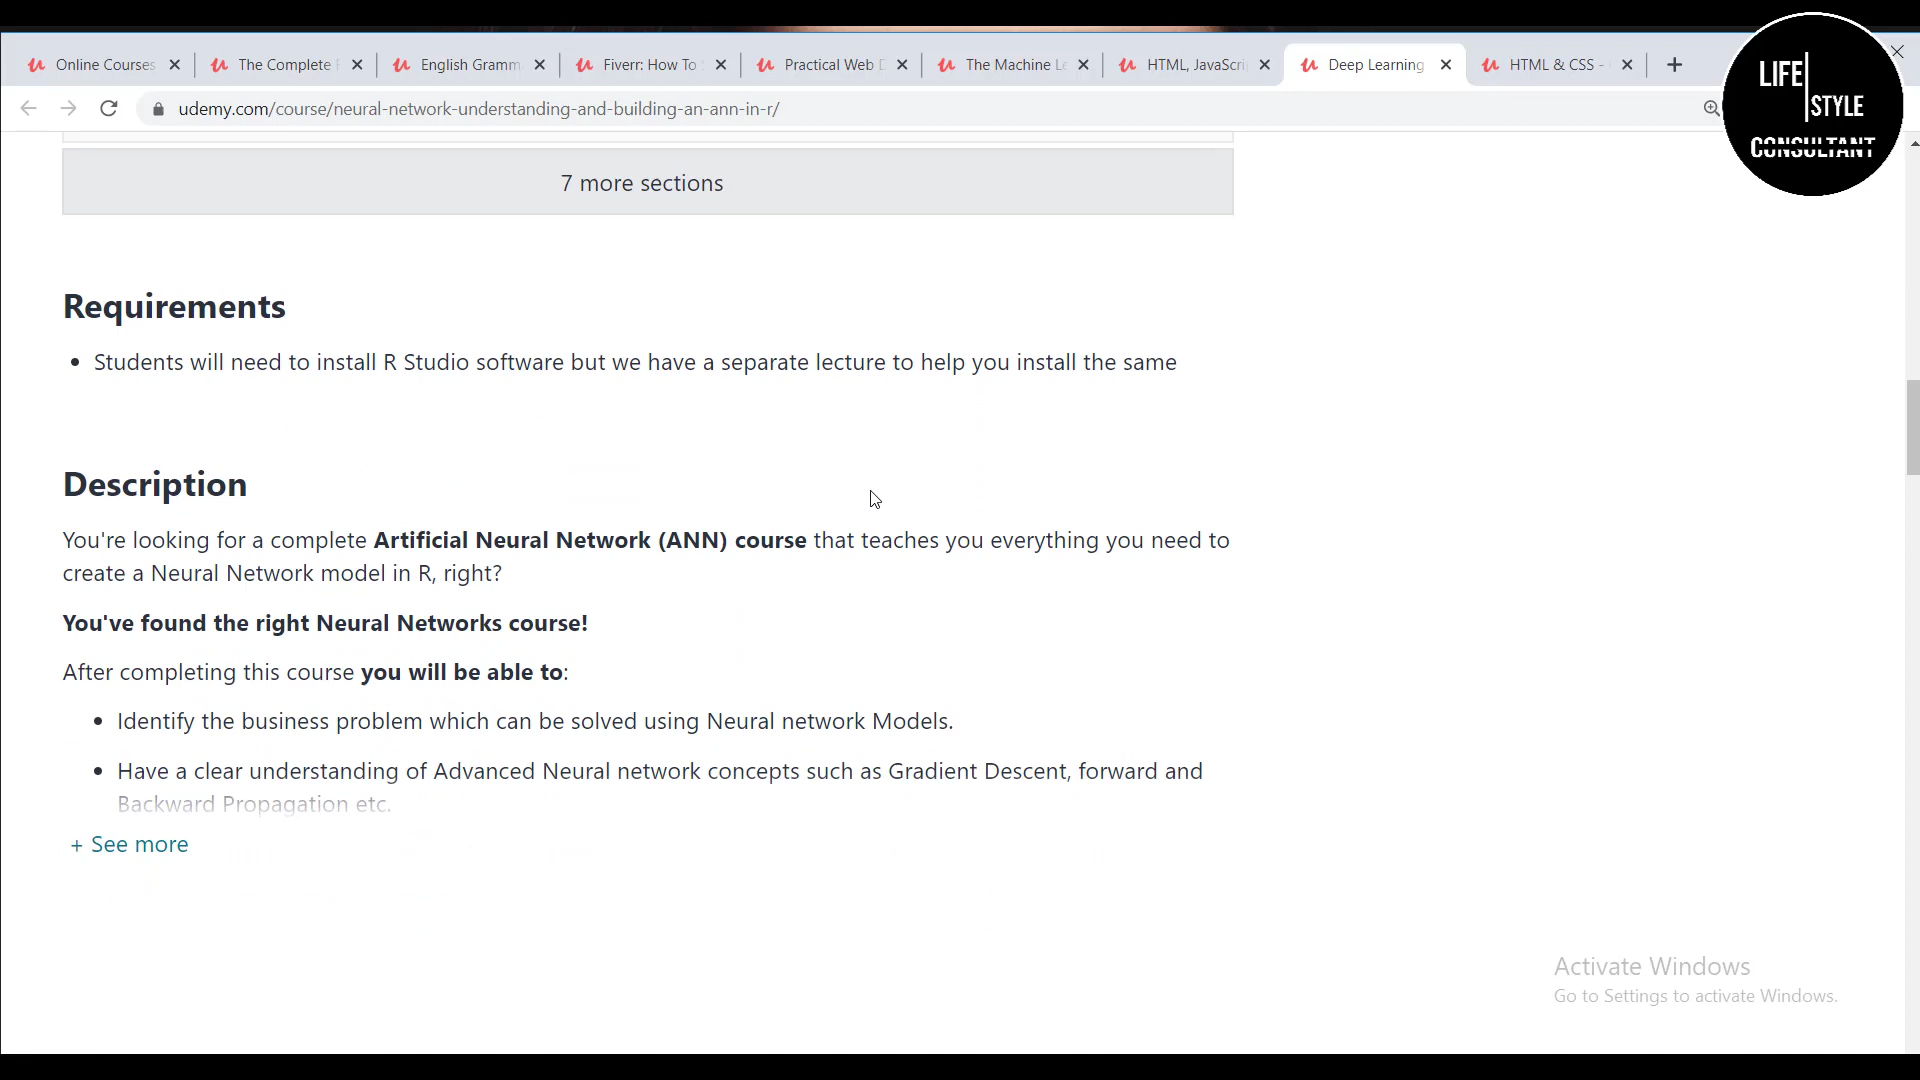 Online Courses
The Complete
English Gramm
Fiverr: How To
Practical Web D
The Machine Le
HTML, JavaScri
Deep Learning
HTML & CSS -
udemy.com/course/neural-network-understanding-and-building-an-ann-in-r/
LIFE
STYLE
CONSULTANT
7 more sections
Requirements
• Students will need to install R Studio software but we have a separate lecture to help you install the same
Description
You're looking for a complete Artificial Neural Network (ANN) course that teaches you everything you need to
create a Neural Network model in R, right?
You've found the right Neural Networks course!
After completing this course you will be able to:
• Identify the business problem which can be solved using Neural network Models.
• Have a clear understanding of Advanced Neural network concepts such as Gradient Descent, forward and
Backward Propagation etc.
+ See more
Activate Windows
Go to Settings to activate Windows.